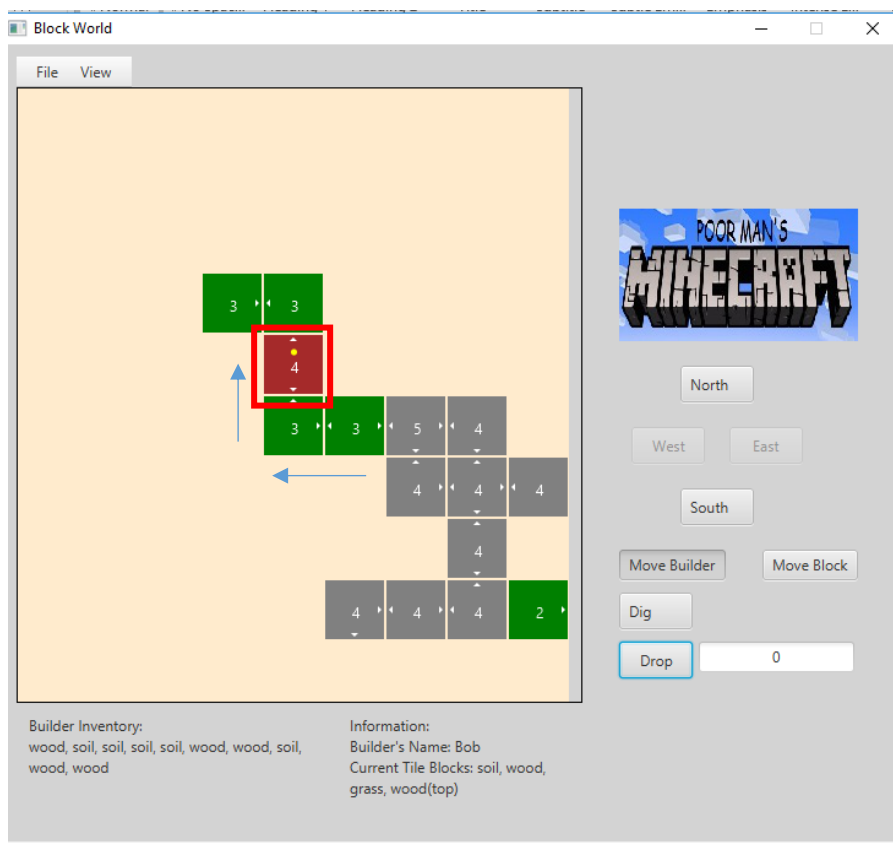 Block World
File View
POOR MAN'S
MINECRAFT
3 3
4
3 3 5 4
4 4 4
4
4 4 4 2
North
West East
South
Move Builder Move Block
Dig
Drop 0
Builder Inventory:
wood, soil, soil, soil, soil, wood, wood, soil,
wood, wood
Information:
Builder's Name: Bob
Current Tile Blocks: soil, wood,
grass, wood(top)